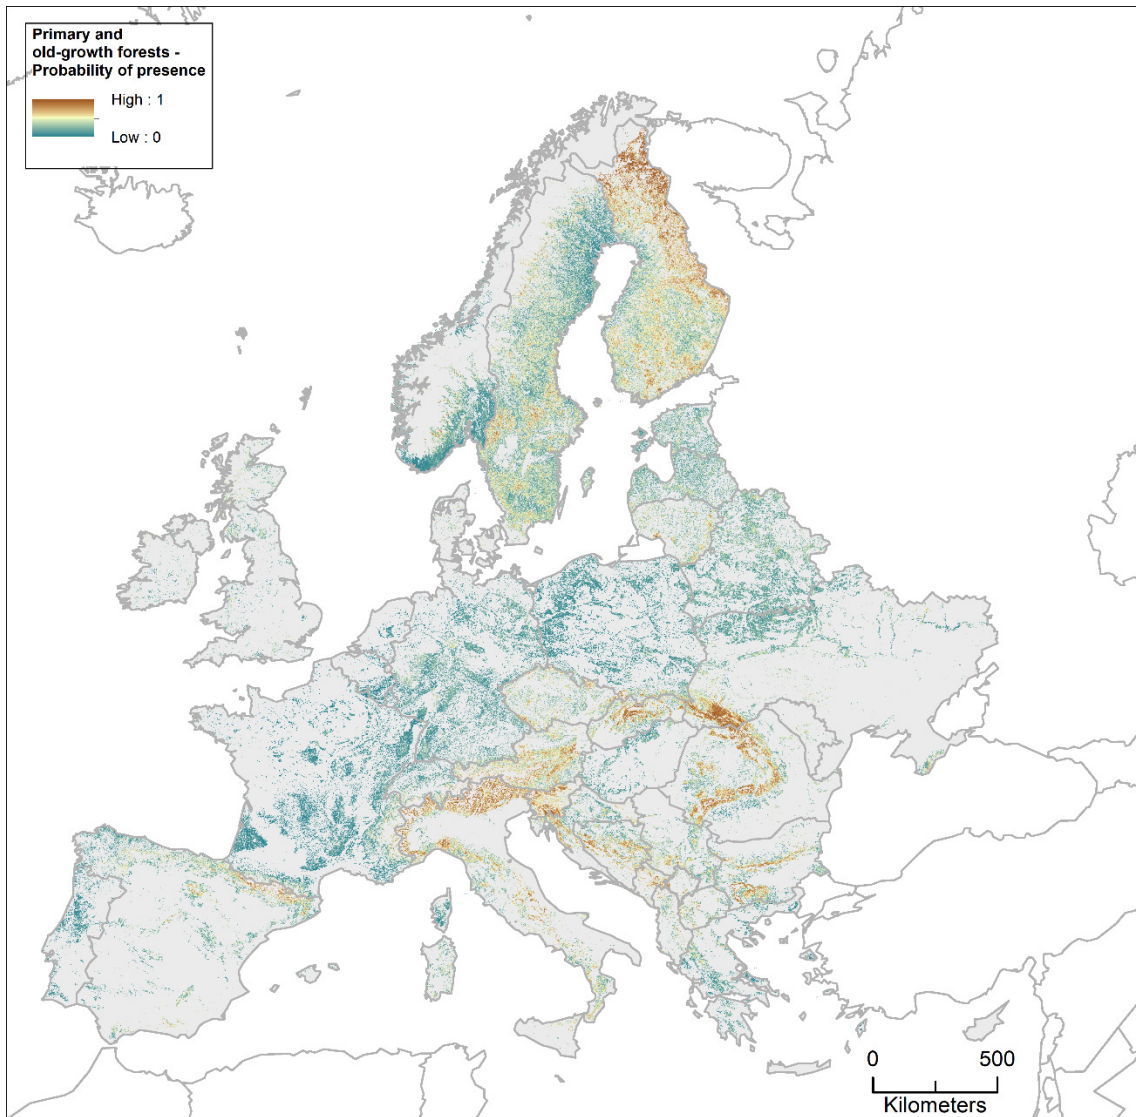 Primary and
old-growth forests -
Probability of presence
High : 1
Low : 0
0 500
Kilometers